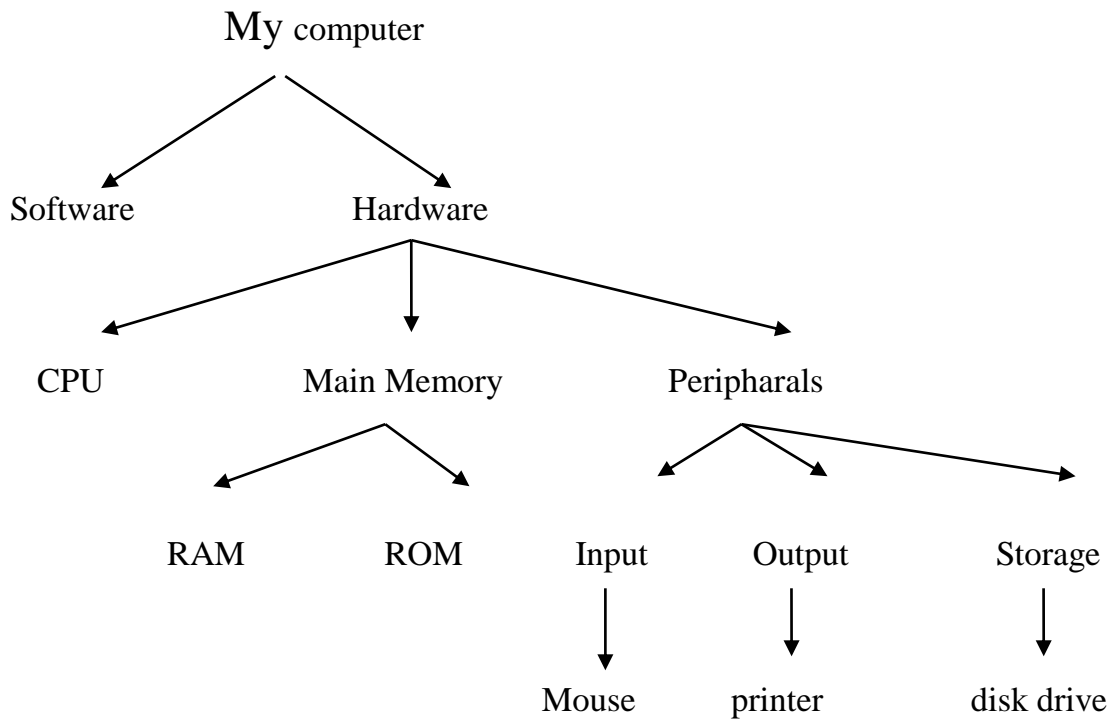 My computer
Software Hardware
CPU Main Memory Peripharals
RAM ROM Input Output Storage
Mouse printer disk drive